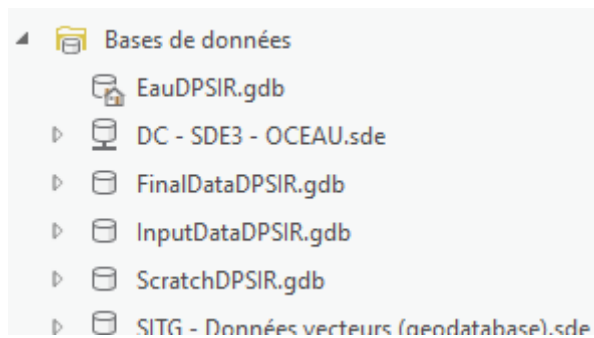 Bases de données
EauDPSIR.gdb
DC - SDE3 - OCEAU.sde
FinalDataDPSIR.gdb
InputDataDPSIR.gdb
ScratchDPSIR.gdb
SITG - Données vecteurs (geodatabase).sde